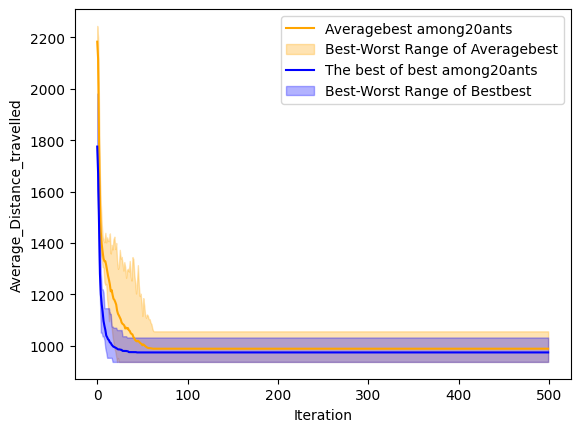 Averagebest among20ants
Best-Worst Range of Averagebest
The best of best among20ants
Best-Worst Range of Bestbest
2200
2000
1800
1600
1400
1200
1000
Average_Distance_travelled
0 100 200 300 400 500
Iteration